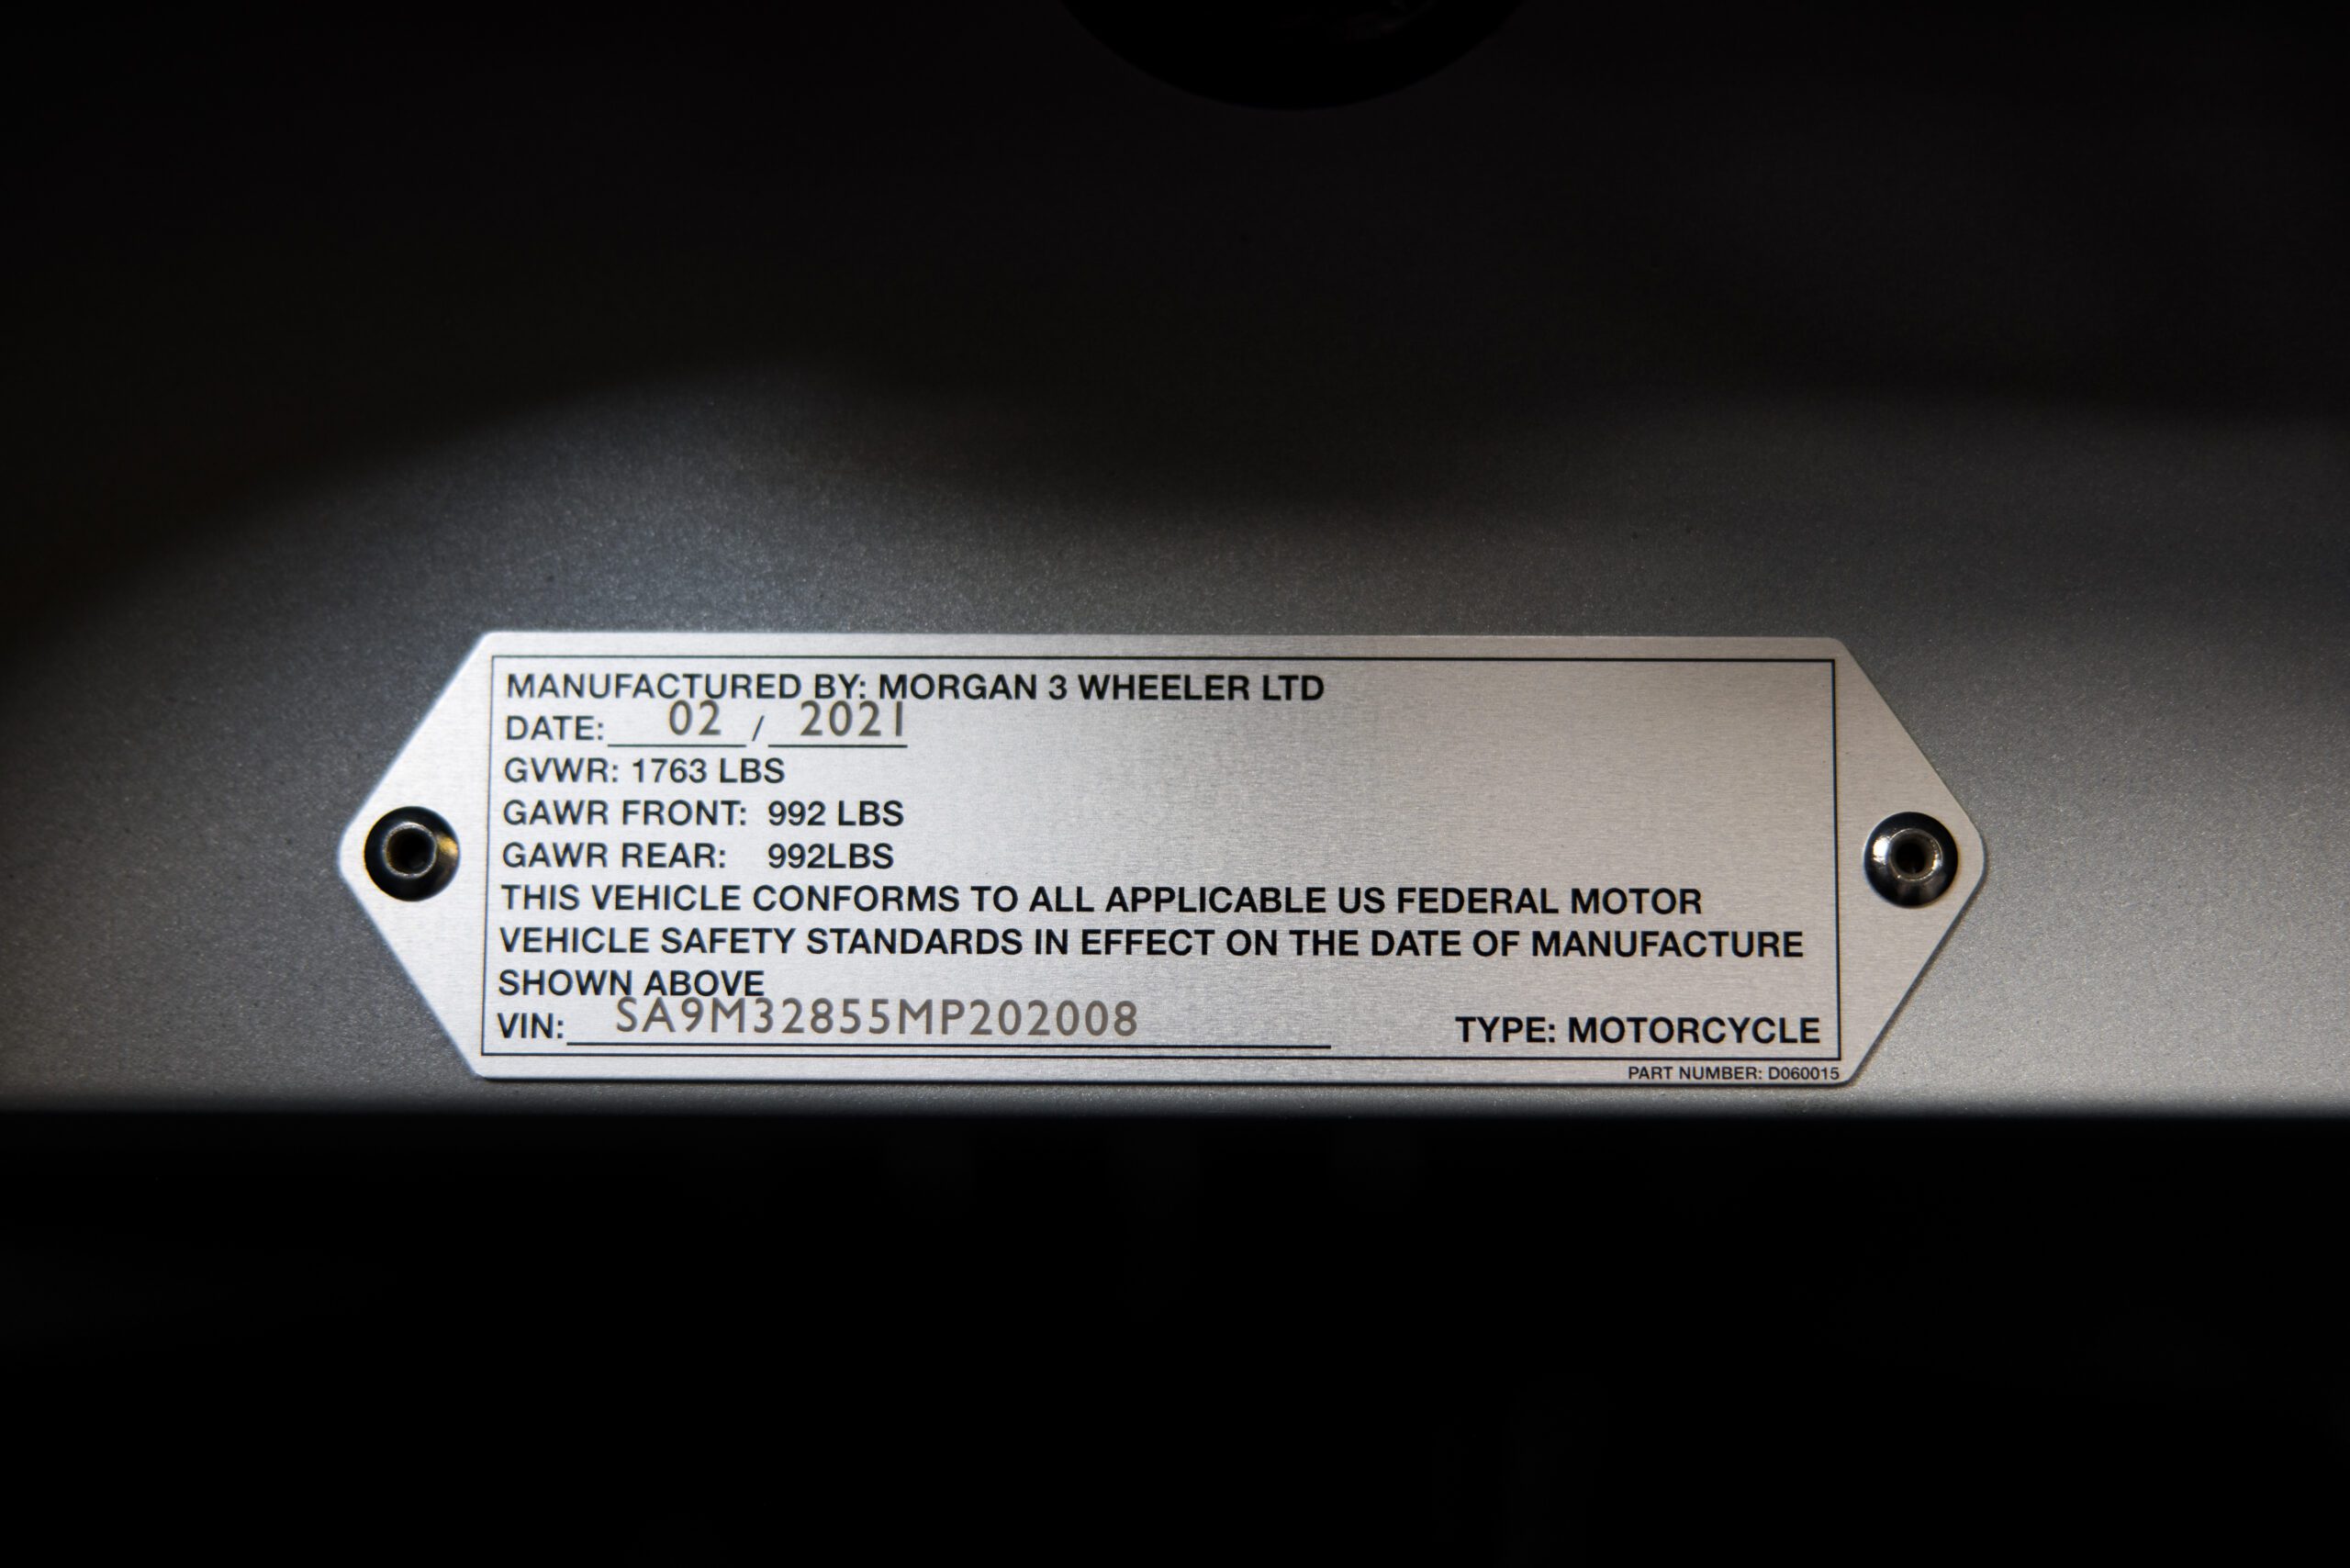 MANUFACTURED BY: MORGAN 3 WHEELER LTD
DATE: 02 / 2021
GVWR: 1763 LBS
GAWR FRONT: 992 LBS
GAWR REAR: 992LBS
THIS VEHICLE CONFORMS TO ALL APPLICABLE US FEDERAL MOTOR
VEHICLE SAFETY STANDARDS IN EFFECT ON THE DATE OF MANUFACTURE
SHOWN ABOVE
VIN: SA9M32855MP202008 TYPE: MOTORCYCLE
PART NUMBER: D060015